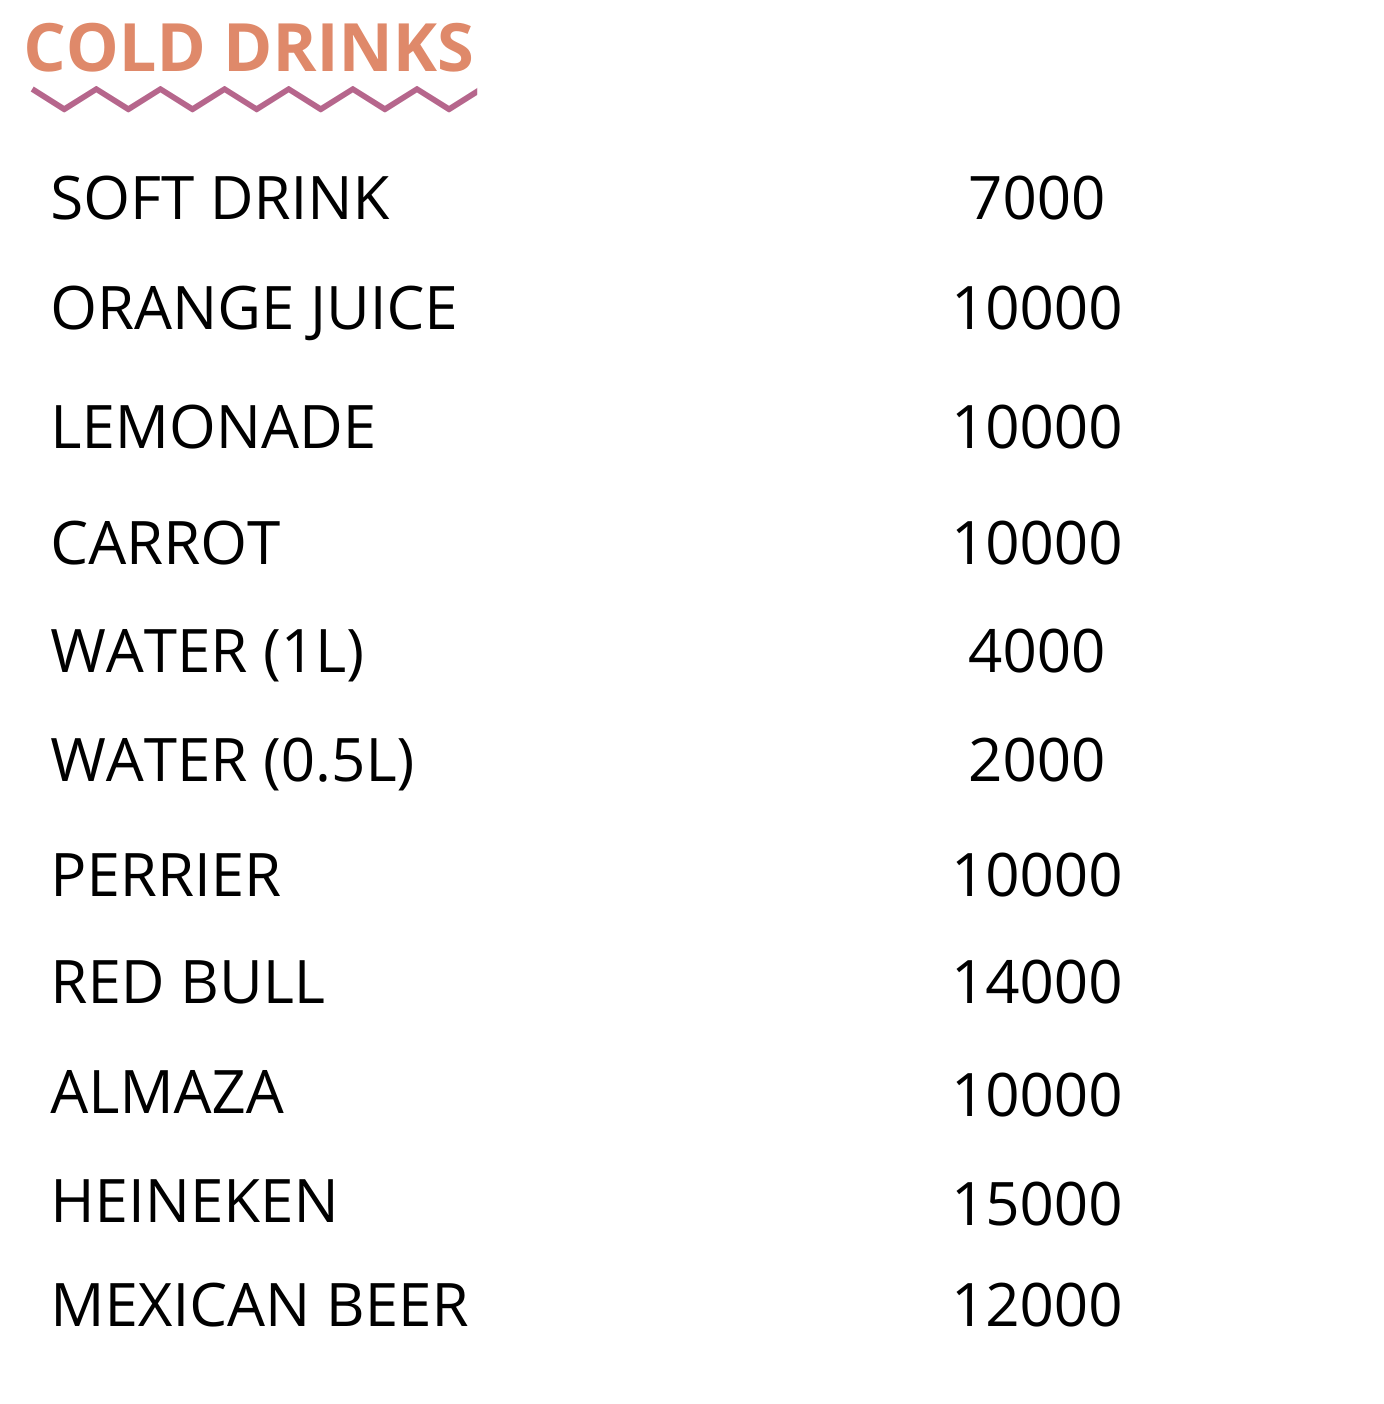 COLD DRINKS
SOFT DRINK 7000
ORANGE JUICE 10000
LEMONADE 10000
CARROT 10000
WATER (1L) 4000
WATER (0.5L) 2000
PERRIER 10000
RED BULL 14000
ALMAZA 10000
HEINEKEN 15000
MEXICAN BEER 12000